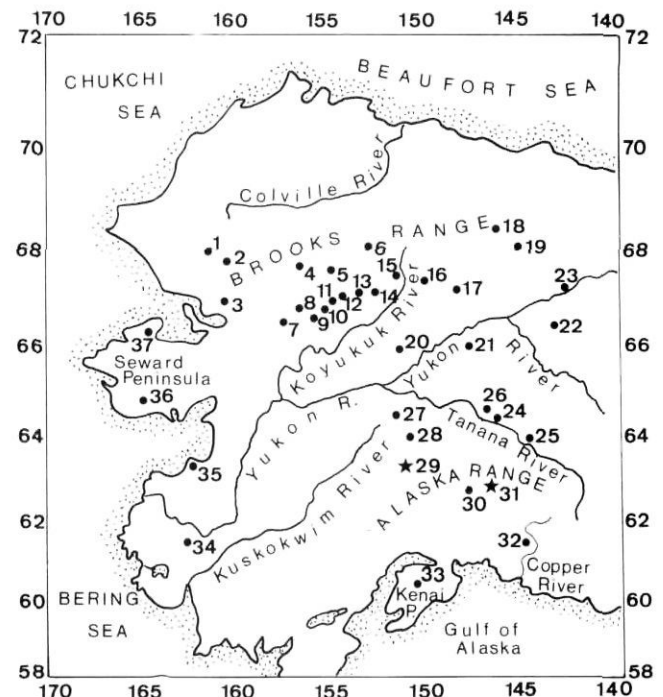 170 165 160 155 150 145 140
72 72
CHUKCHI SEA
BEAUFORT SEA
70 70
Colville River
BROOKS RANGE
18
1
2
6
19
68 68
4
5
15
16
17
23
3
11
13
14
12
8
10
9
7
22
37
Koyukuk River
20
21
66 66
Seward Peninsula
Yukon River
36
26
24
27
Tanana River
25
28
64 64
Yukon R.
29
ALASKA RANGE
31
35
30
Kuskokwim River
62 62
34
32
33
Copper River
Kenai P.
60 60
BERING SEA
Gulf of Alaska
58 58
170 165 160 155 150 145 140